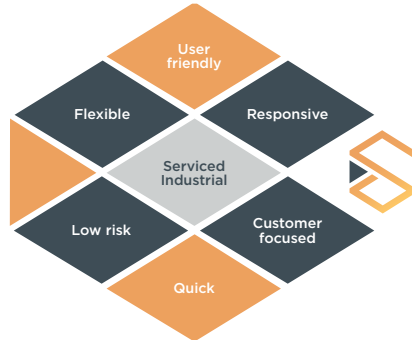 User
friendly
Flexible
Responsive
Serviced
Industrial
Low risk
Customer
focused
Quick